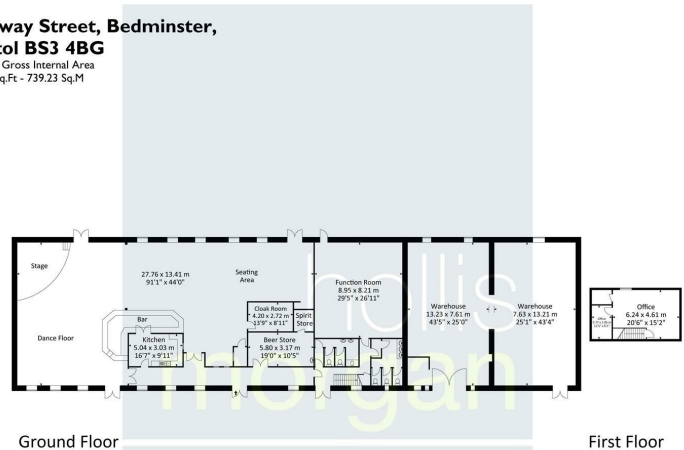 way Street, Bedminster,
tol BS3 4BG
Gross Internal Area
q.Ft - 739.23 Sq.M
Stage
27.76 x 13.41 m
91'1" x 44'0"
Seating
Area
Dance Floor
Bar
Kitchen
5.04 x 3.03 m
16'7" x 9'11"
Cloak Room
4.20 x 2.72 m
13'9" x 8'11"
Spirit
Store
Beer Store
5.80 x 3.17 m
19'0" x 10'5"
Function Room
8.95 x 8.21 m
29'5" x 26'11"
Warehouse
13.23 x 7.61 m
43'5" x 25'0"
Warehouse
7.63 x 13.21 m
25'1" x 43'4"
Office
6.24 x 4.61 m
20'6" x 15'2"
hollis
morgan
Ground Floor
First Floor